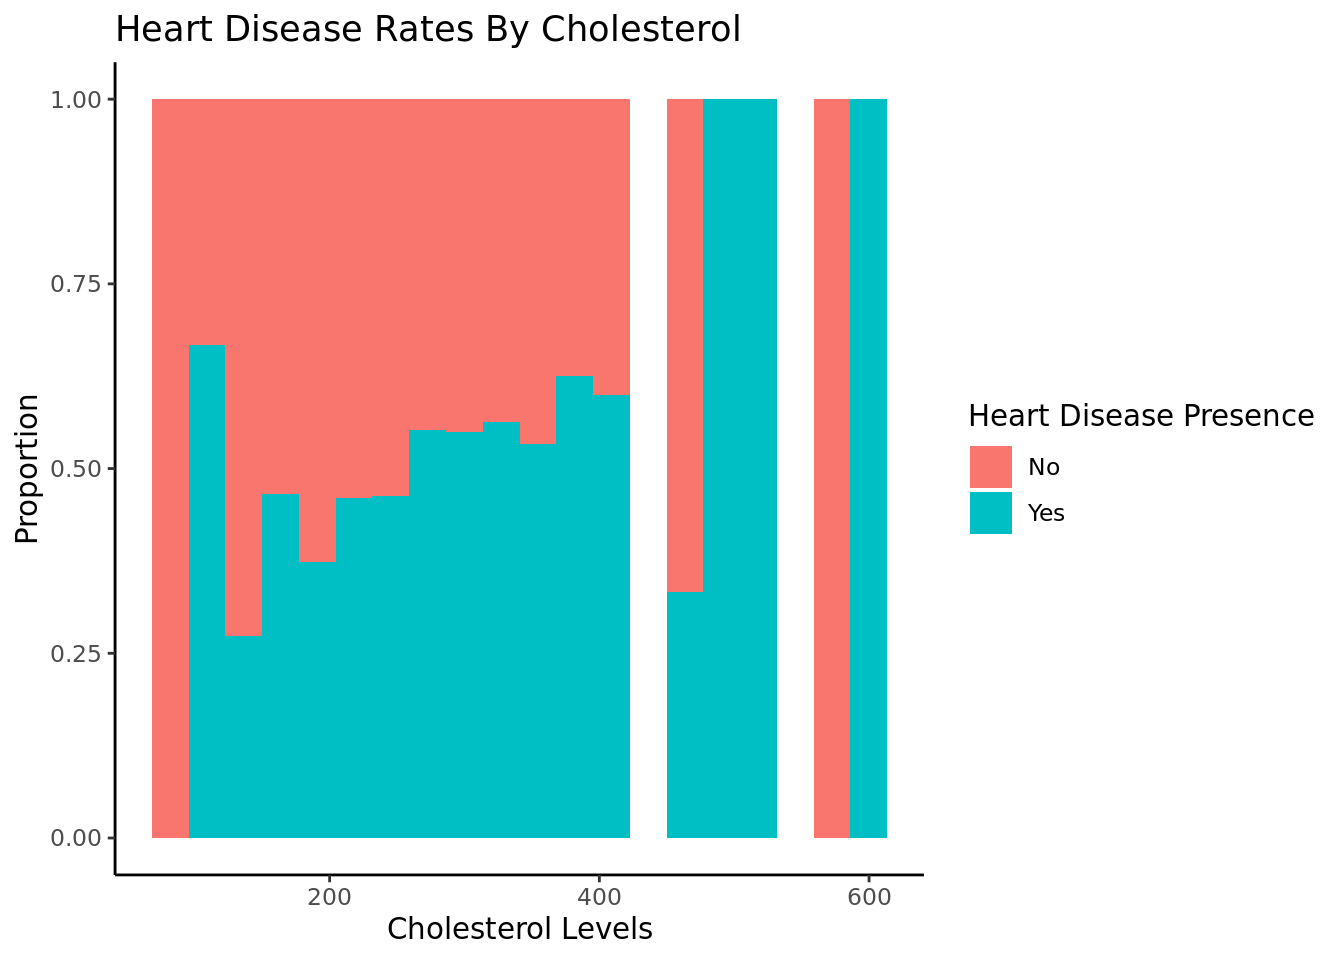 Heart Disease Rates By Cholesterol
1.00
0.75
0.50
0.25
0.00
Proportion
200 400 600
Cholesterol Levels
Heart Disease Presence
No
Yes